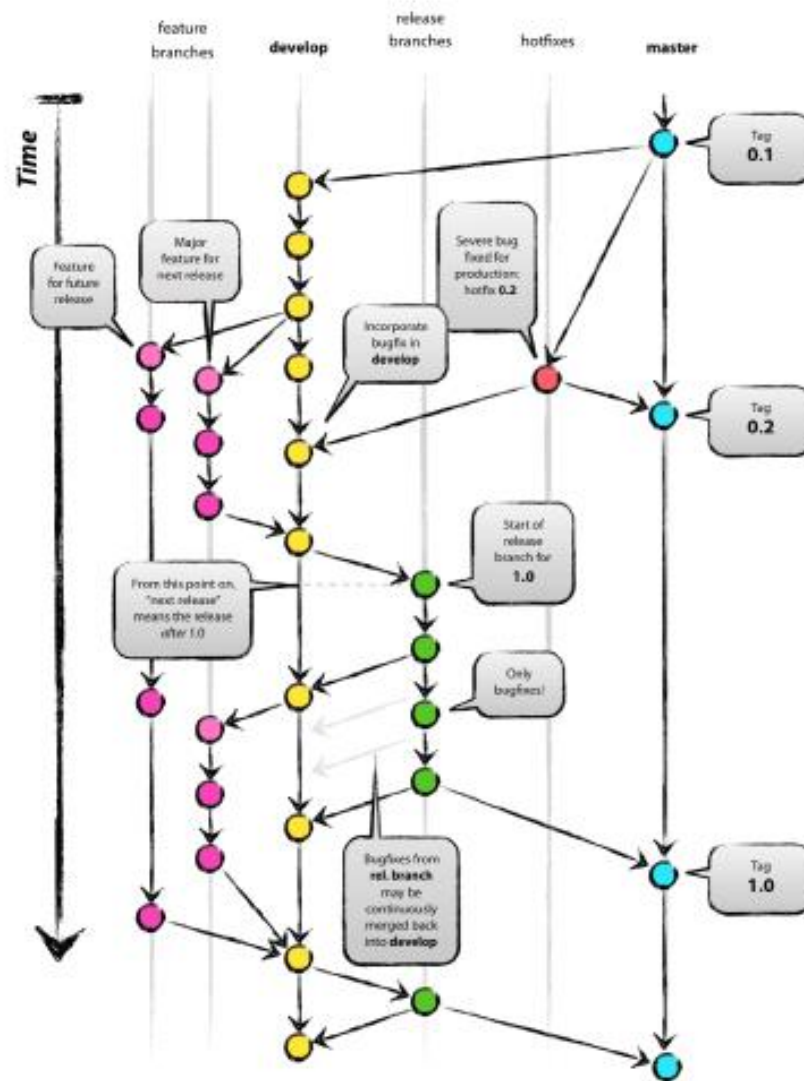 feature
branches
develop
release
branches
hotfixes
master
Time
Tag
0.1
Feature
for future
release
Major
feature for
next release
Severe bug
fixed for
production:
hotfix 0.2
Incorporate
bugfix in
develop
Tag
0.2
Start of
release
branch for
1.0
From this point on,
"next release"
means the release
after 1.0
Only
bugfixes!
Bugfixes from
rel. branch
may be
continuously
merged back
into develop
Tag
1.0